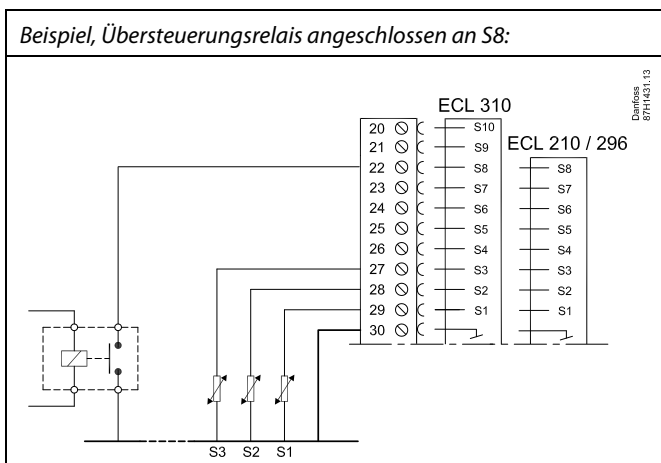 Beispiel, Übersteuerungsrelais angeschlossen an S8:
Danfoss
87H1431.13
ECL 310
ECL 210 / 296
20 S10
21 S9
22 S8 S8
23 S7 S7
24 S6 S6
25 S5 S5
26 S4 S4
27 S3 S3
28 S2 S2
29 S1 S1
30
S3 S2 S1